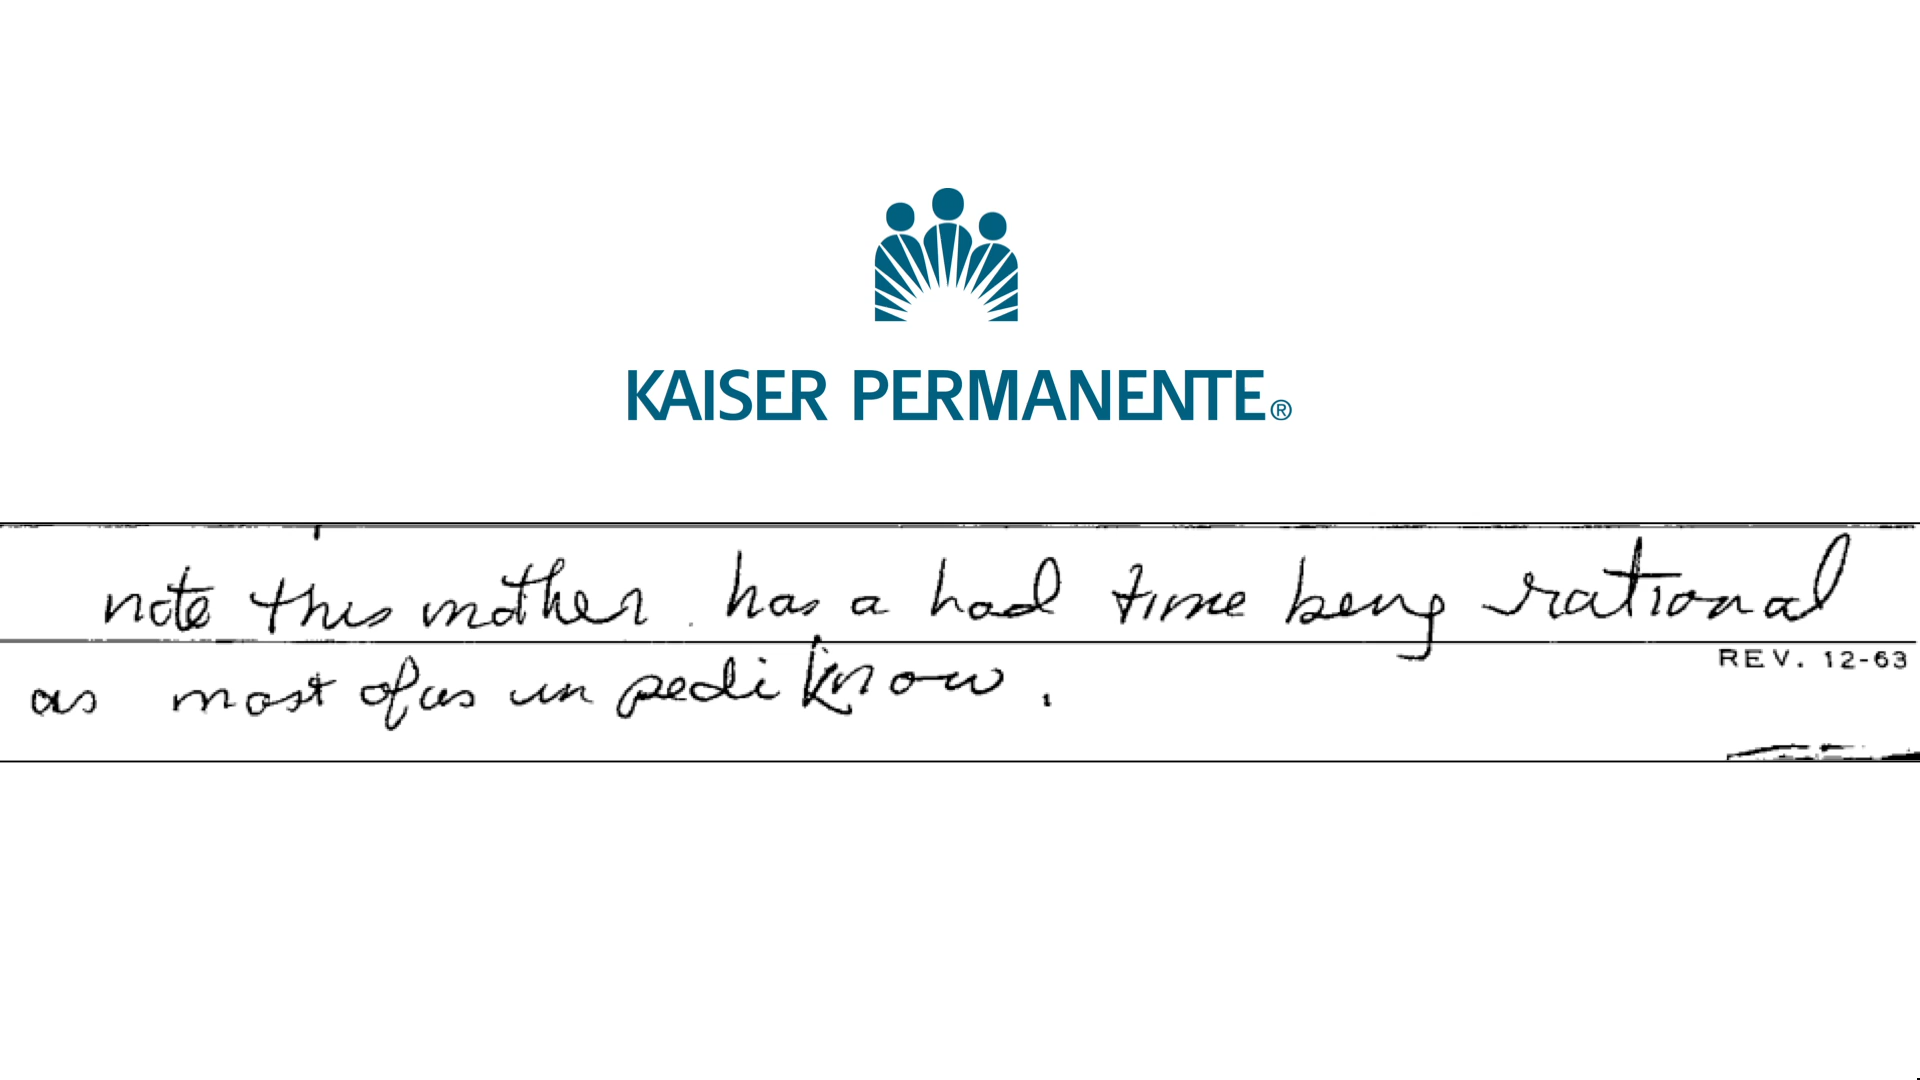 KAISER PERMANENTE®
note this mother has a had time being rational
REV. 12-63
as most of us in pedi know.